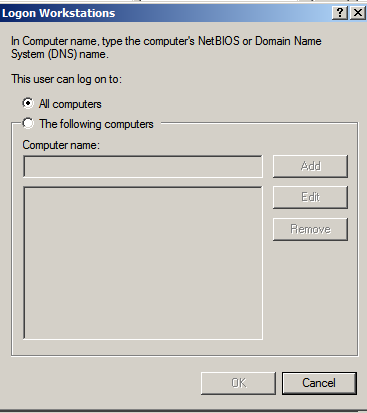 Logon Workstations
In Computer name, type the computer's NetBIOS or Domain Name
System (DNS) name.
This user can log on to:
All computers
The following computers
Computer name:
Add
Edit
Remove
OK
Cancel